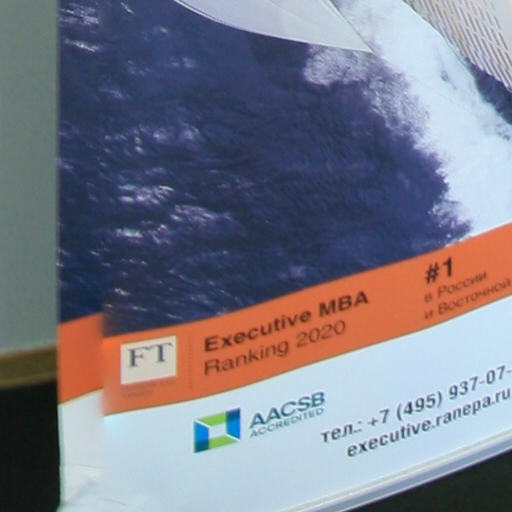 FT
Executive MBA
Ranking 2020
#1
в России
и Восточной
AACSB
ACCREDITED
тел.: +7 (495) 937-07-
executive.ranepa.ru